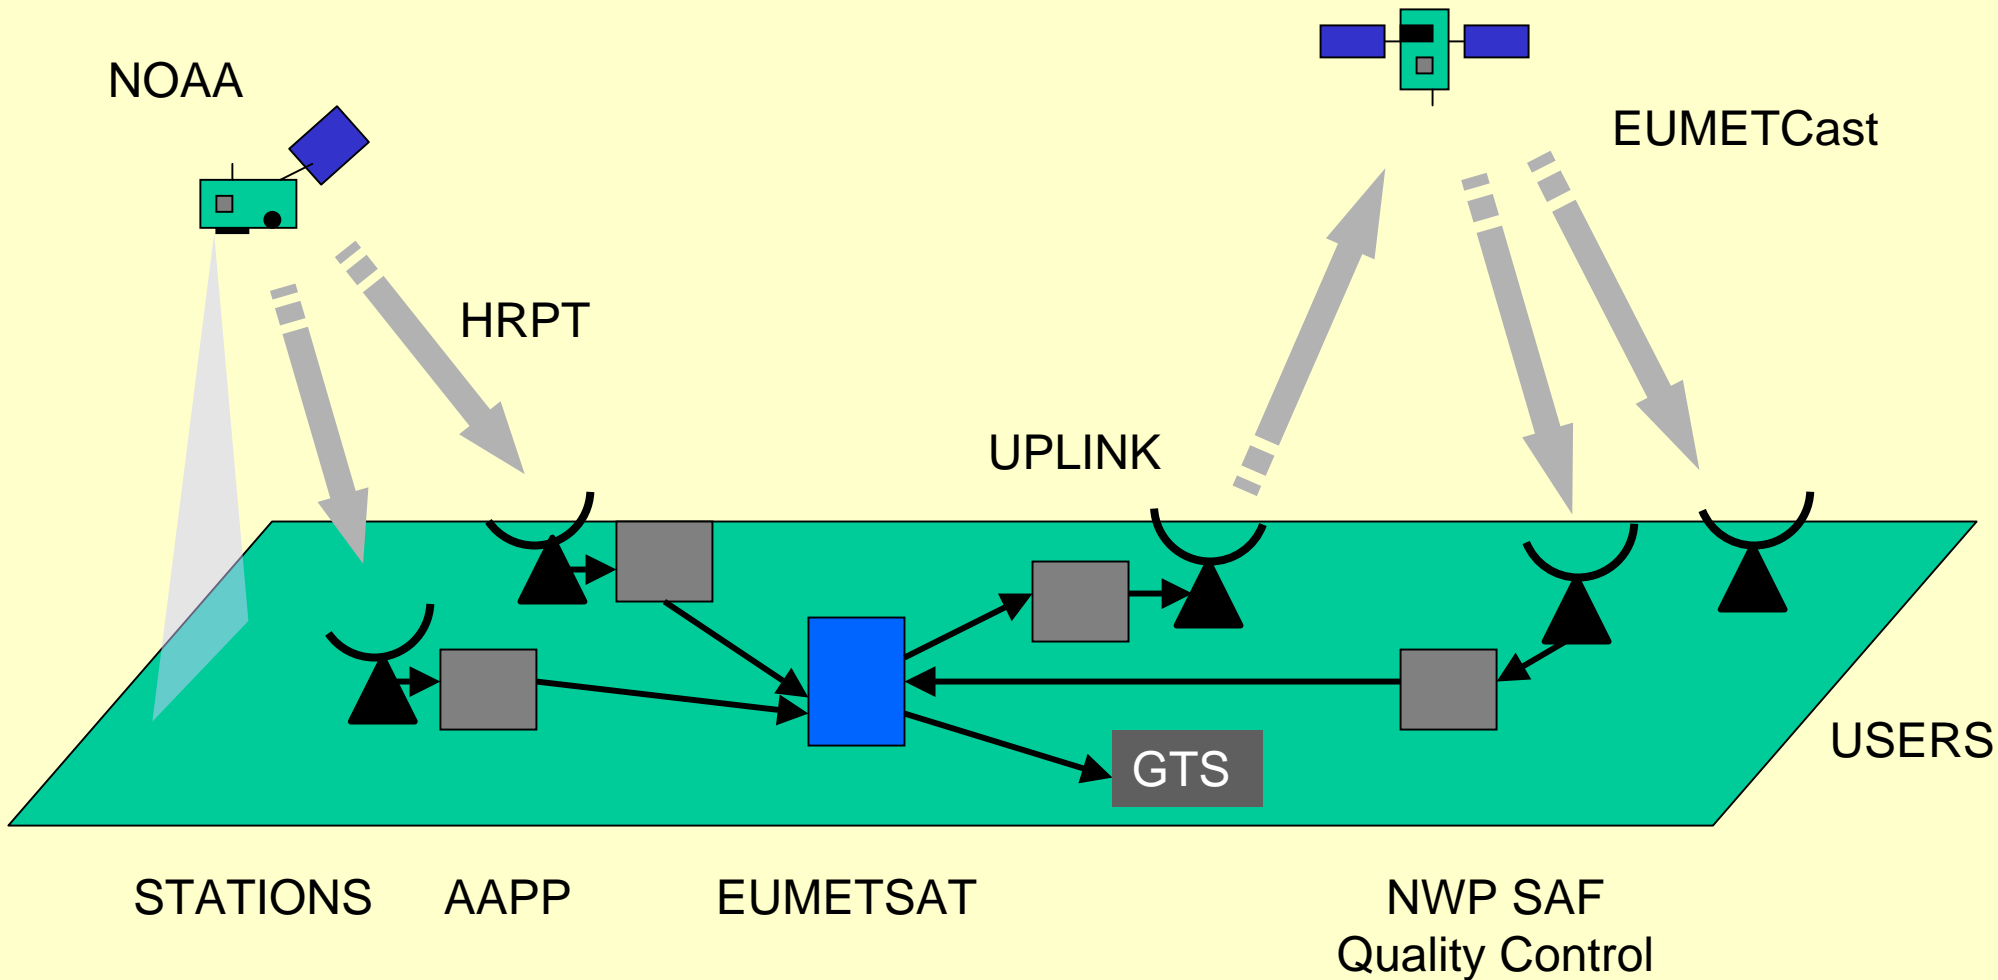 NOAA
EUMETCast
HRPT
UPLINK
USERS
GTS
STATIONS
AAPP
EUMETSAT
NWP SAF
Quality Control